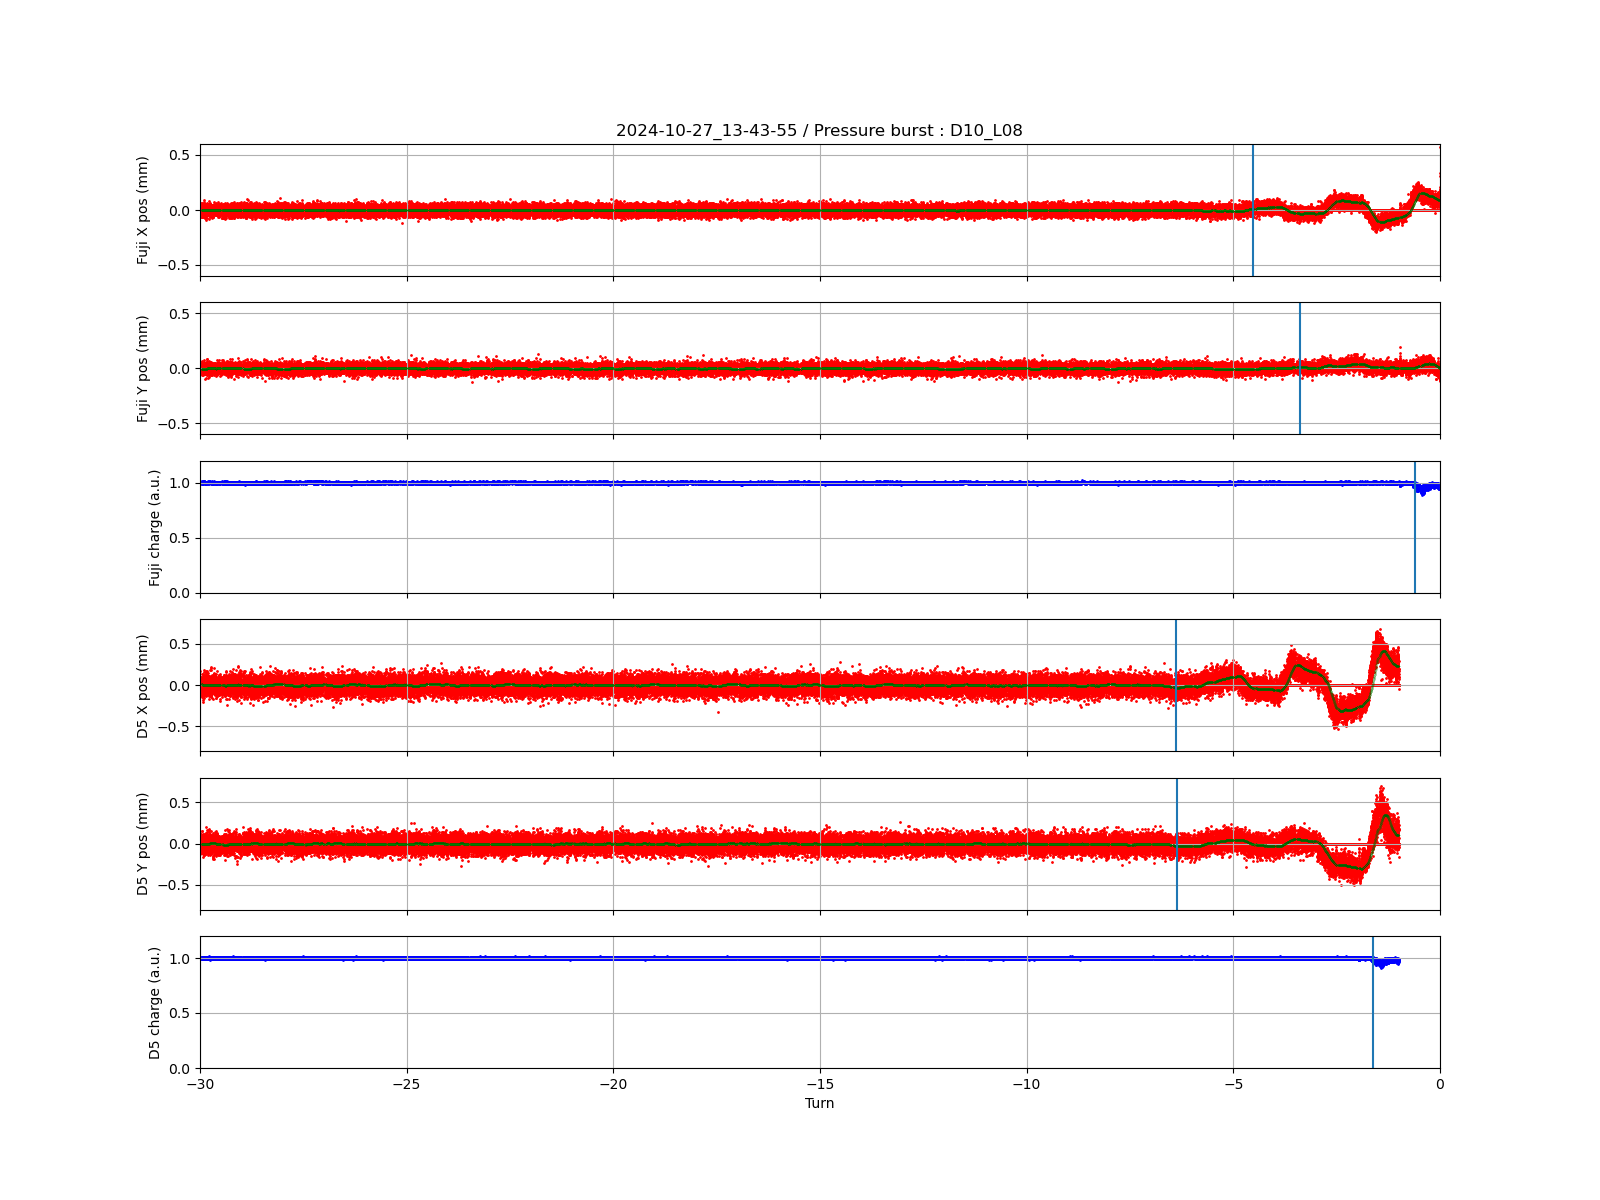 2024-10-27_13-43-55 / Pressure burst : D10_L08
Fuji X pos (mm)
0.5
0.0
−0.5
Fuji Y pos (mm)
0.5
0.0
−0.5
Fuji charge (a.u.)
1.0
0.5
0.0
D5 X pos (mm)
0.5
0.0
−0.5
D5 Y pos (mm)
0.5
0.0
−0.5
D5 charge (a.u.)
1.0
0.5
0.0
−30 −25 −20 −15 −10 −5 0
Turn